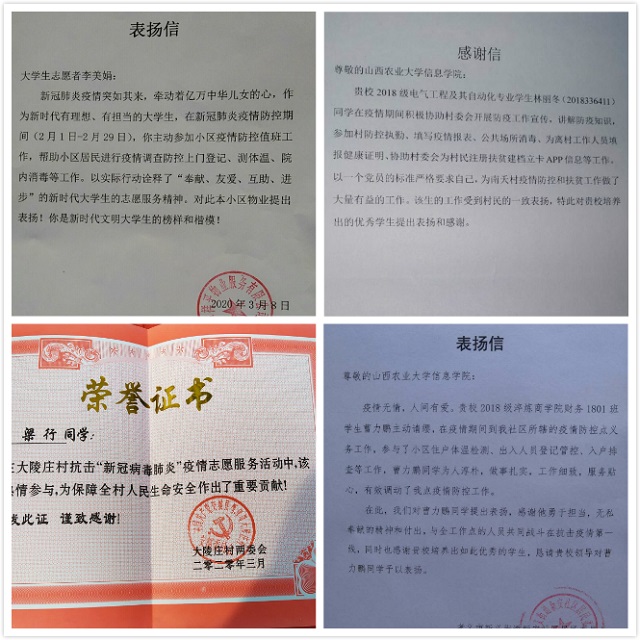 表扬信
大学生志愿者李美娟：
新冠肺炎疫情突如其来，牵动着亿万中华儿女的心，作
为新时代有理想、有担当的大学生，在新冠肺炎疫情防控期
间（2月1日-2月29日），你主动参加小区疫情防控值班工
作，帮助小区居民进行疫情调查防控上门登记、测体温、院
内消毒等工作。以实际行动诠释了“奉献、友爱、互助、进
步”的新时代大学生的志愿服务精神。对此本小区物业提出
表扬！你是新时代文明大学生的榜样和楷模！
物业服务有限
2020年3月8日
感谢信
尊敬的山西农业大学信息学院：
贵校2018级电气工程及其自动化专业学生林丽冬（2018336411）
同学在疫情期间积极协助村委会开展防疫工作宣传、讲解防疫知识，
参加村防控执勤、填写疫情报表、公共场所消毒、为离村工作人员填
报健康证明、协助村委会为村民注册扶贫建档立卡APP信息等工作。
以一个党员的标准严格要求自己，为南天村疫情防控和扶贫工作做了
大量有益的工作。该生的工作受到村民的一致表扬，特此对贵校培养
出的优秀学生提出表扬和感谢。
荣誉证书
梁行同学：
大陵庄村抗击“新冠病毒肺炎”疫情志愿服务活动中，该
情参与，为保障全村人民生命安全作出了重要贡献！
此证 谨致感谢！
大陵庄村两委会
二〇二〇年三月
表扬信
尊敬的山西农业大学信息学院：
疫情无情，人间有爱。贵校2018级淬炼商学院财务1801班
学生曹力鹏主动请缨，在疫情期间到我社区所辖的疫情防控点义
务工作，参与了小区住户体温检测、出入人员登记管控、入户排
查等工作，曹力鹏同学为人淳朴，做事扎实，工作细致，服务贴
心，有效调动了我点疫情防控工作。
在此，我们对曹力鹏同学提出表扬，感谢他勇于担当，无私
奉献的精神和付出，与全工作点的人员共同战斗在抗击疫情第一
线，同时也感谢贵校培养出如此优秀的学生，恳请贵校领导对曹
力鹏同学予以表扬。